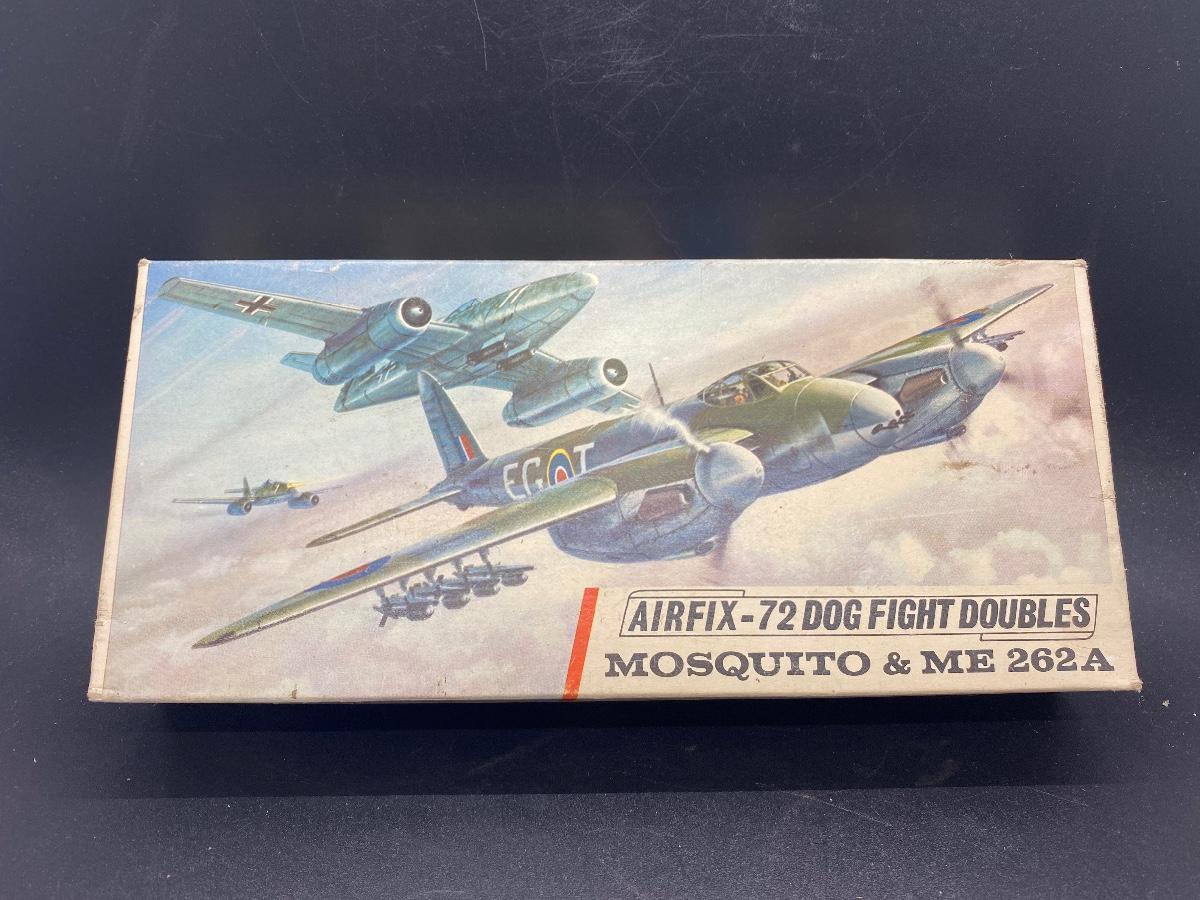 EG T
AIRFIX-72 DOG FIGHT DOUBLES
MOSQUITO & ME 262A